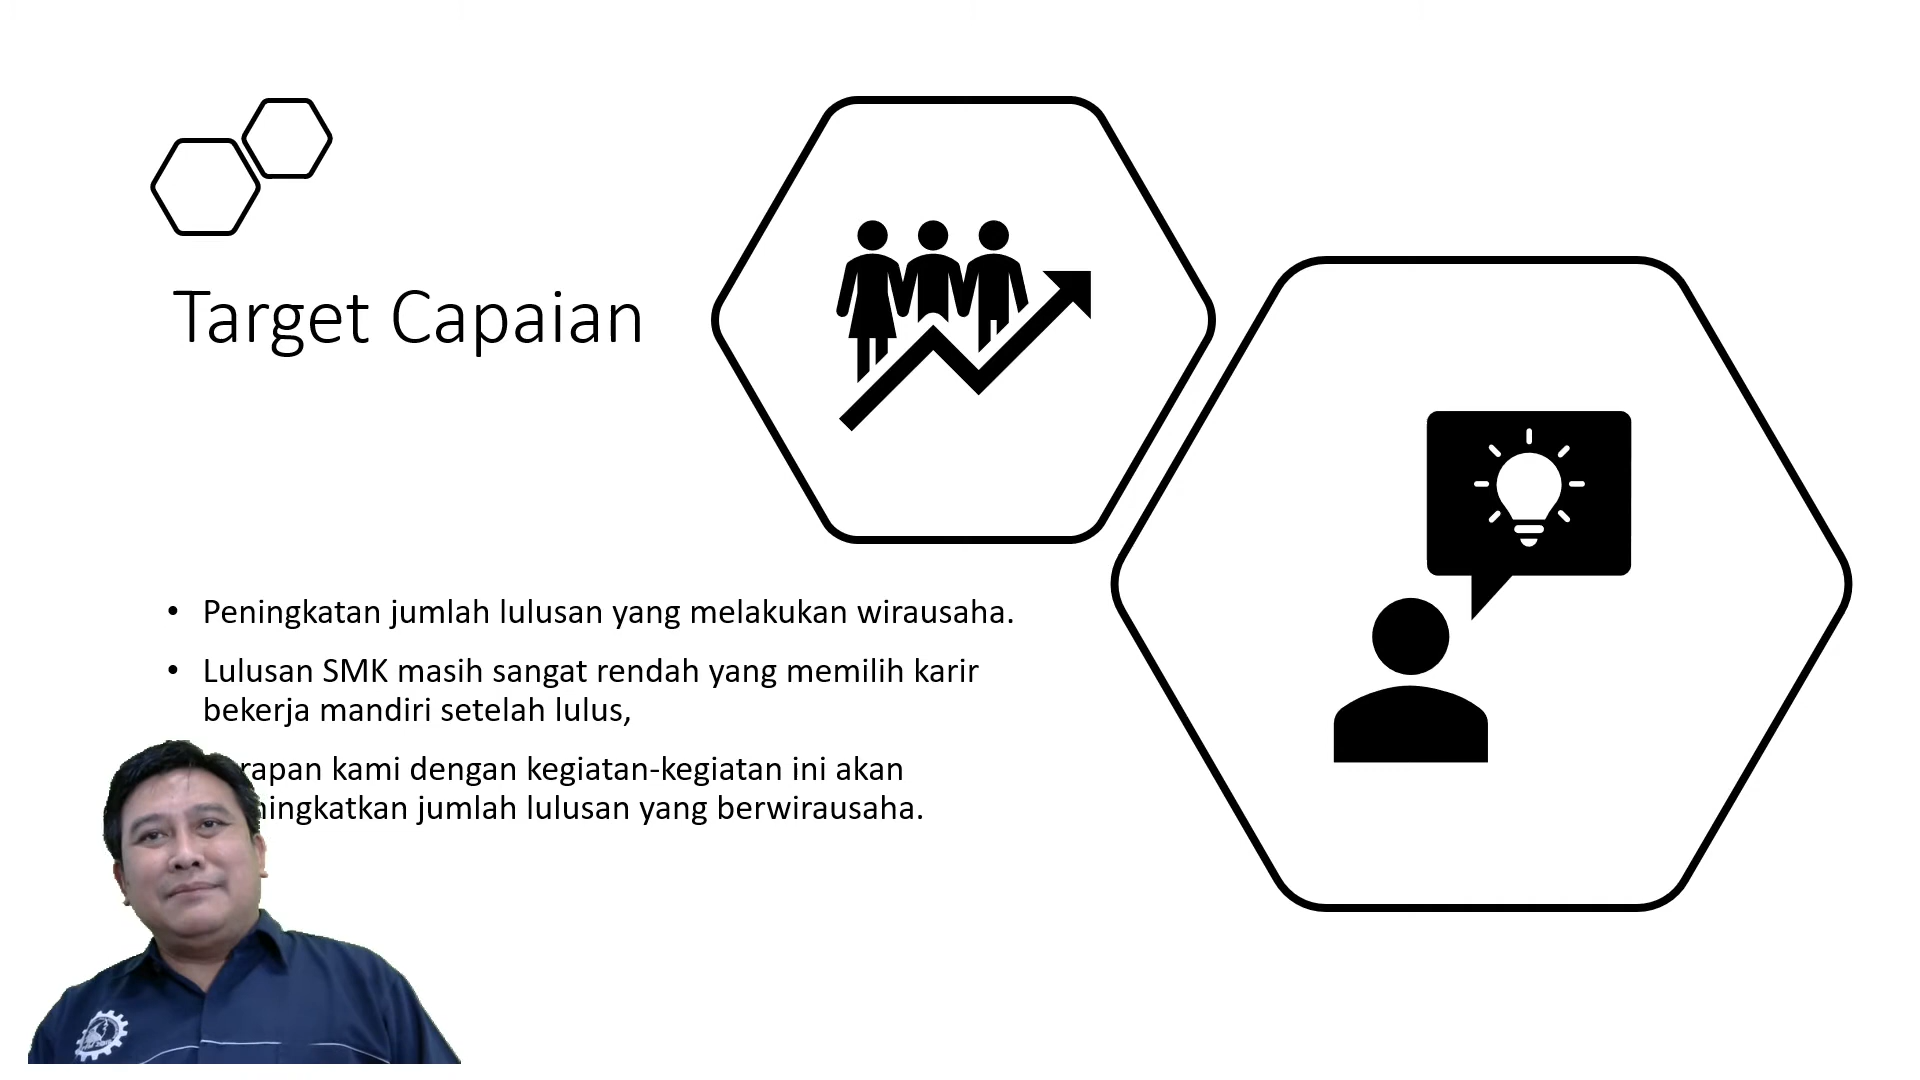 Target Capaian
• Peningkatan jumlah lulusan yang melakukan wirausaha.
• Lulusan SMK masih sangat rendah yang memilih karir
bekerja mandiri setelah lulus,
rapan kami dengan kegiatan-kegiatan ini akan
ningkatkan jumlah lulusan yang berwirausaha.